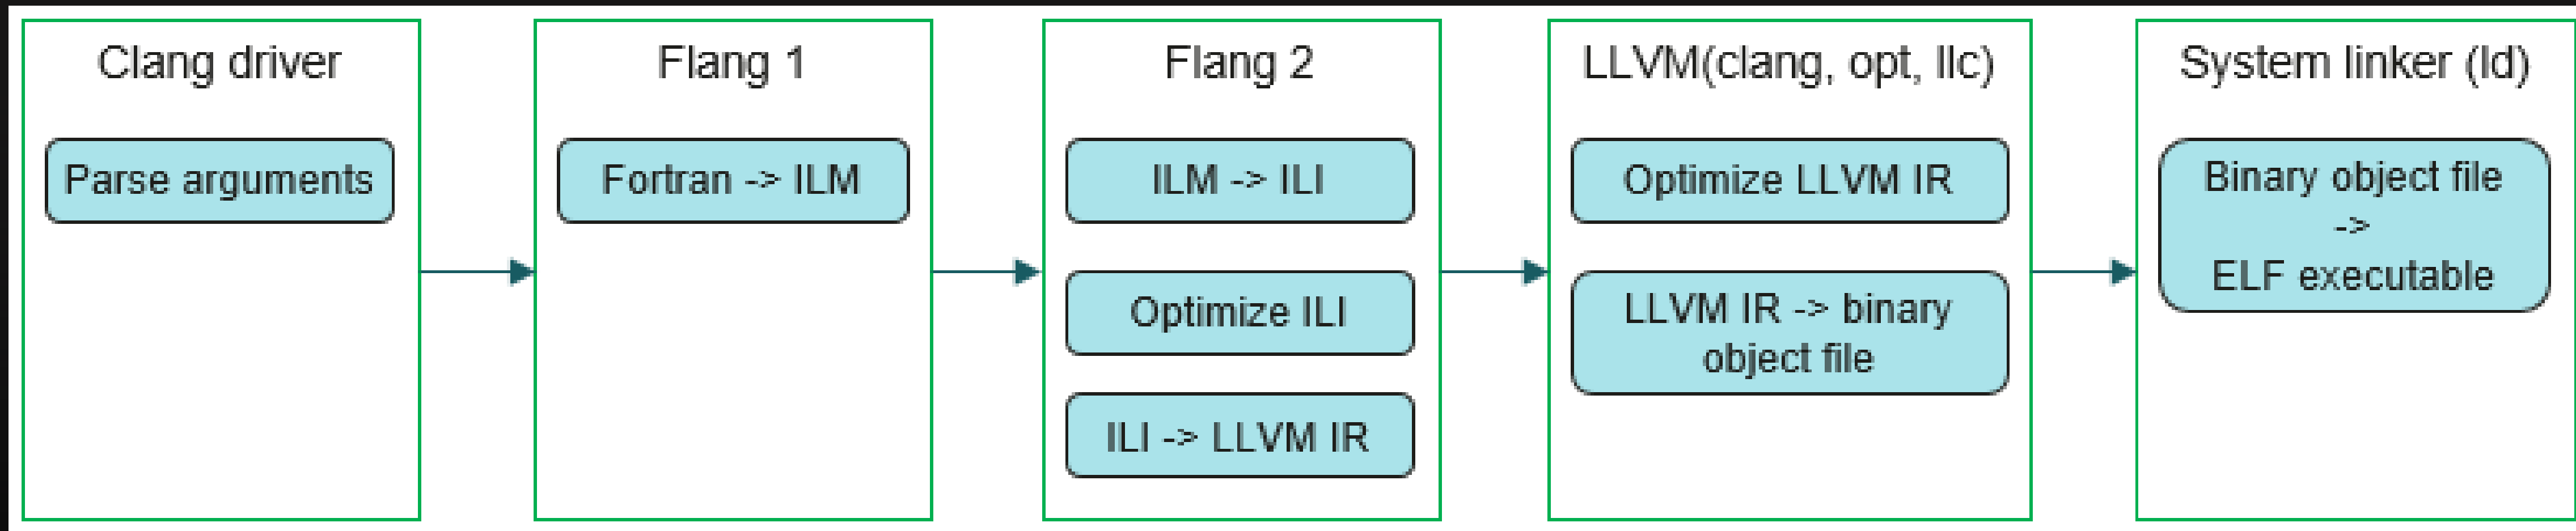 Clang driver
Parse arguments
Flang 1
Fortran -> ILM
Flang 2
ILM -> ILI
Optimize ILI
ILI -> LLVM IR
LLVM(clang, opt, llc)
Optimize LLVM IR
LLVM IR -> binary
object file
System linker (ld)
Binary object file
->
ELF executable